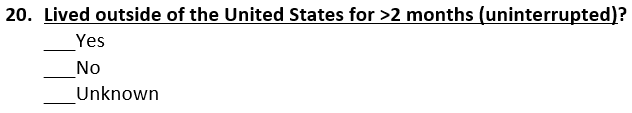 20. Lived outside of the United States for >2 months (uninterrupted)?
___Yes
___No
___Unknown